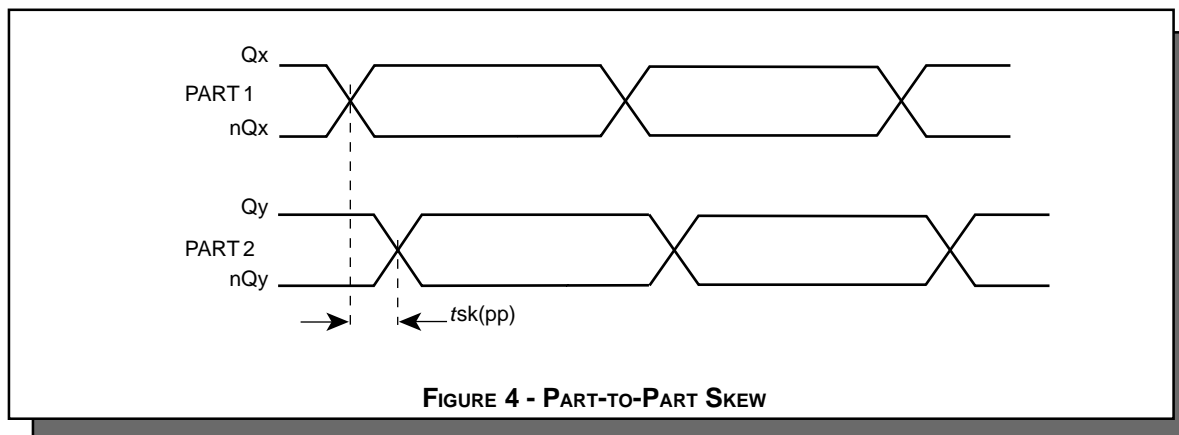 Qx
PART 1
nQx
Qy
PART 2
nQy
tsk(pp)
FIGURE 4 - PART-TO-PART SKEW